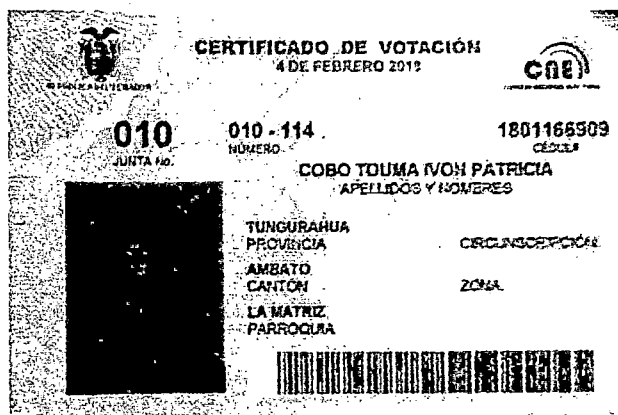 CERTIFICADO DE VOTACIÓN
4 DE FEBRERO 2018
CNE
010
JUNTA No.
010 - 114
NÚMERO
1801166909
CÉDULA
COBO TOUMA IVON PATRICIA
APELLIDOS Y NOMBRES
TUNGURAHUA
PROVINCIA
CIRCUNSCRIPCIÓN:
AMBATO
CANTÓN
ZONA:
LA MATRIZ
PARROQUIA